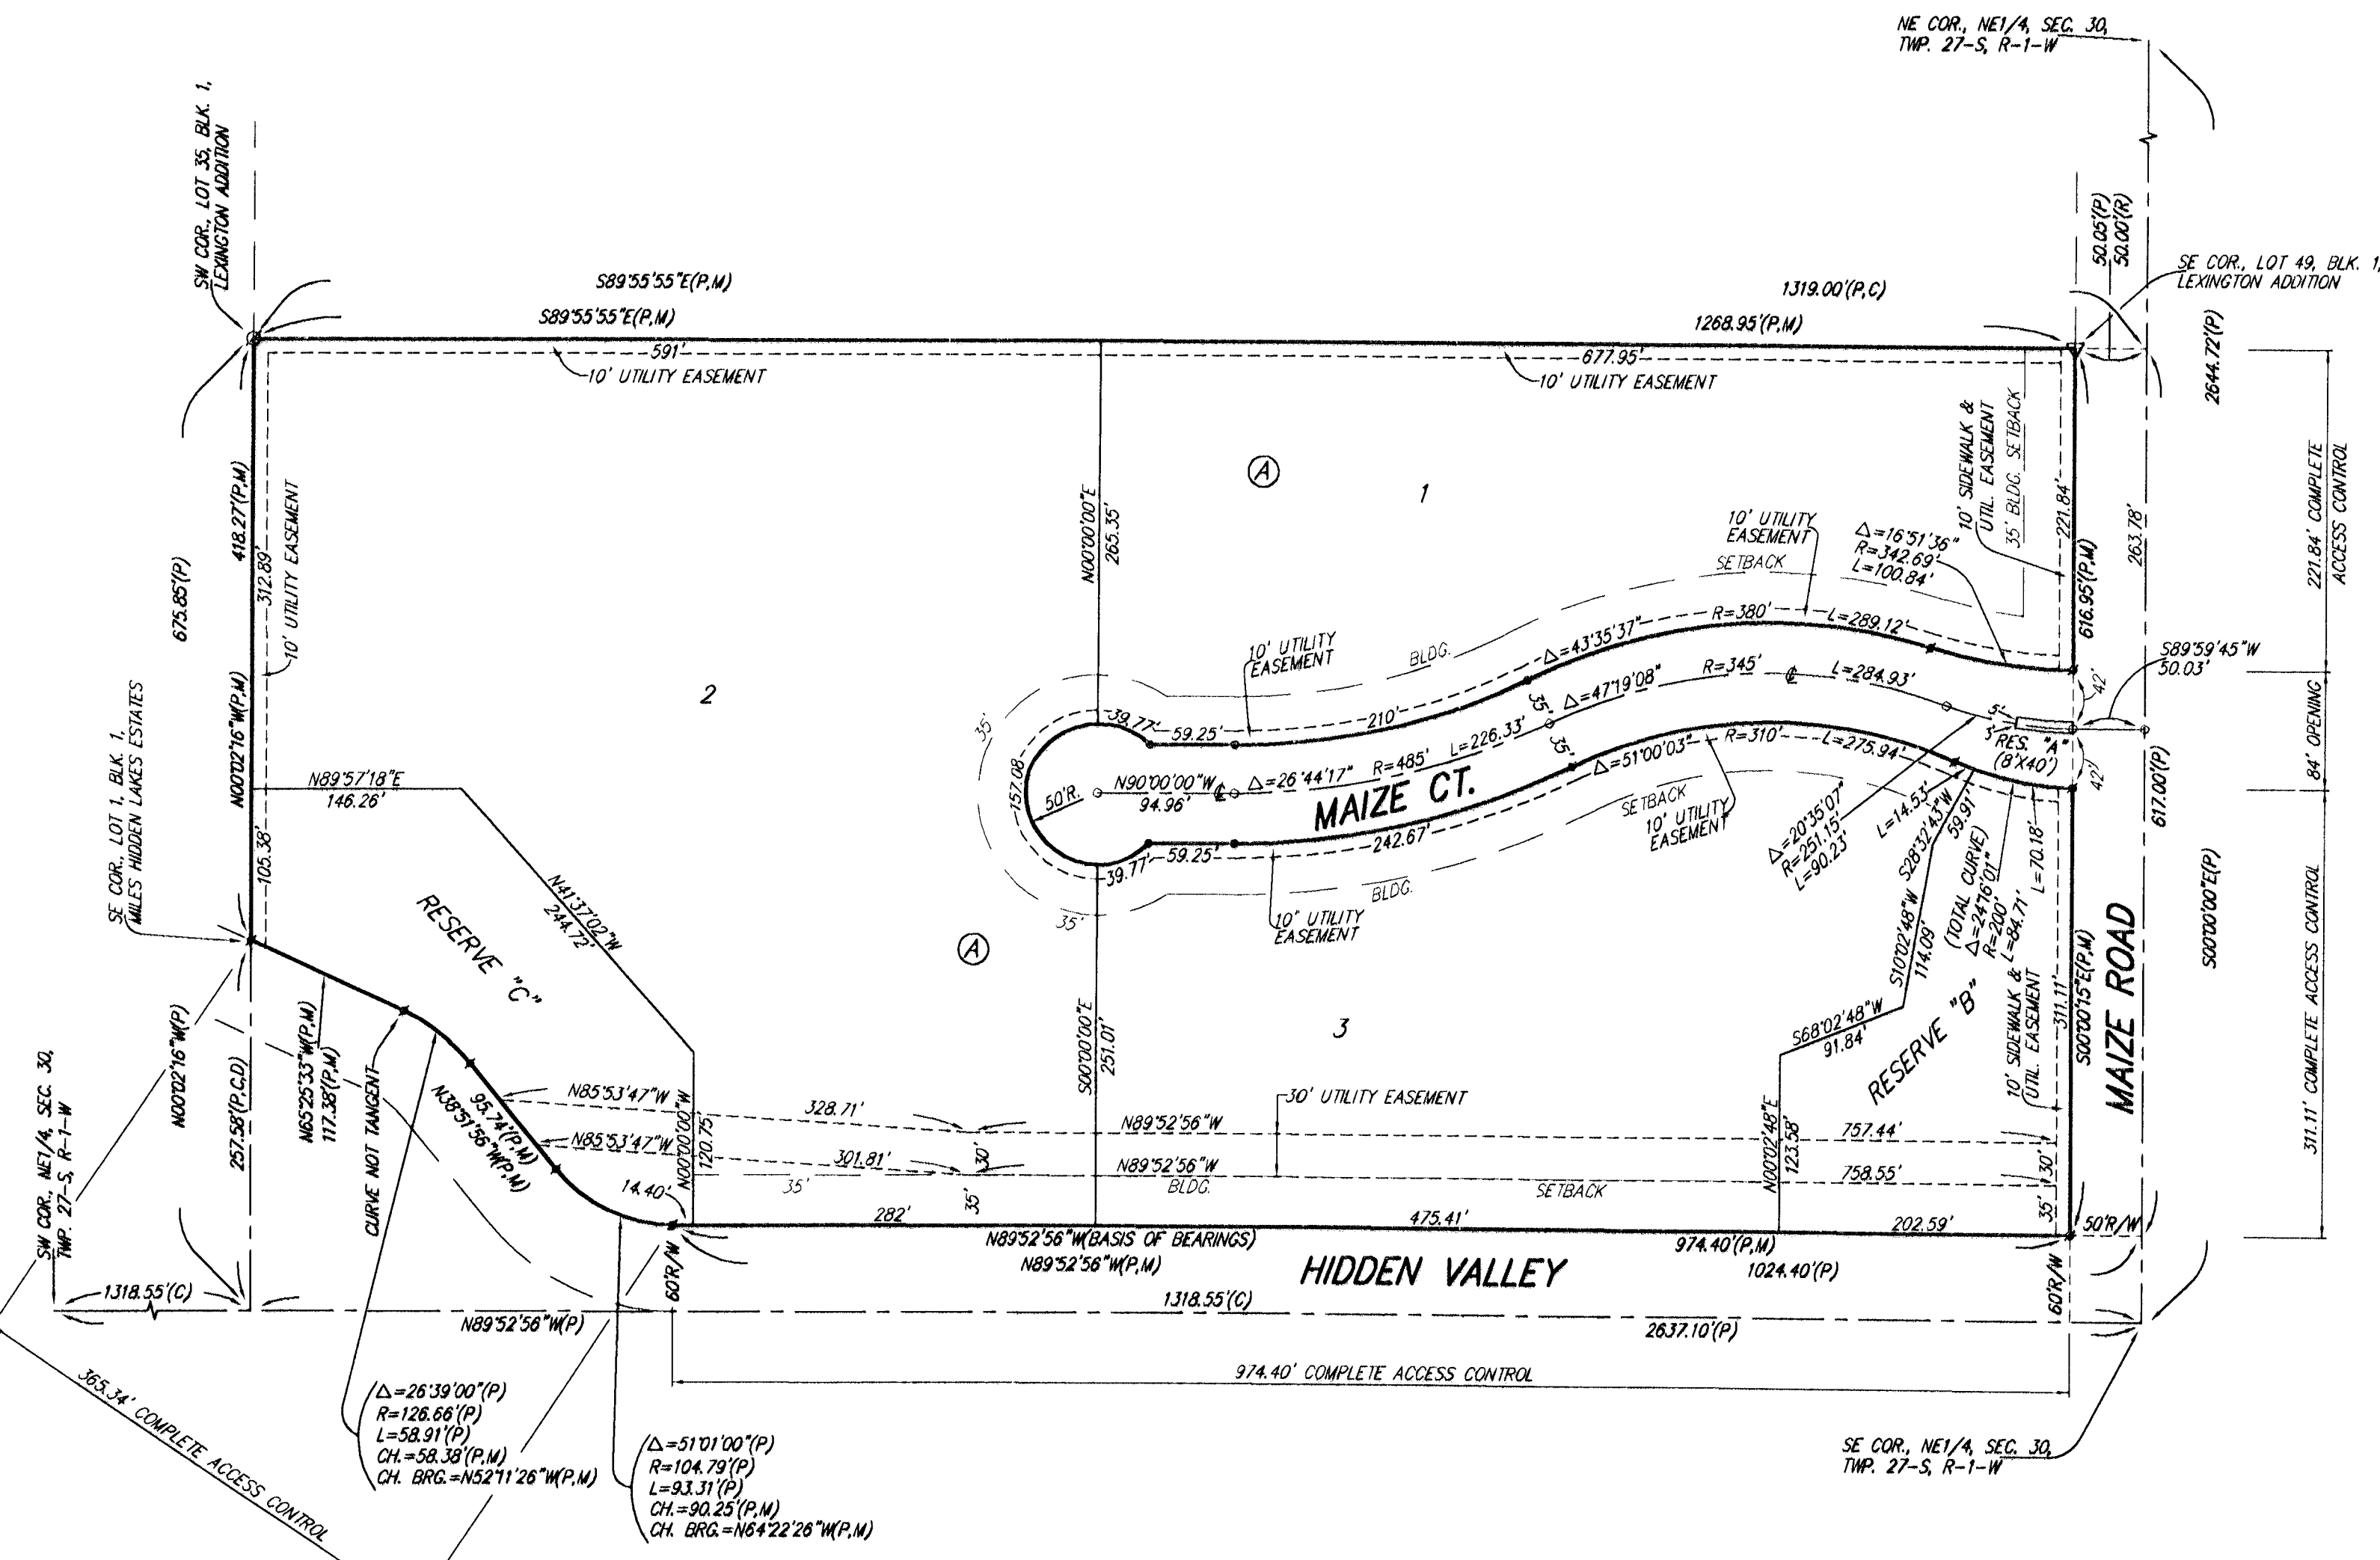 NE COR., NE1/4, SEC. 30,
TWP. 27-S, R-1-W
SW COR., LOT 35, BLK. 1,
LEXINGTON ADDITION
50.05'(P)
50.00'(R)
SE COR., LOT 49, BLK. 1,
LEXINGTON ADDITION
S89°55'55"E(P,M)
1319.00'(P,C)
S89°55'55"E(P,M)
1268.95'(P,M)
591'
677.95'
10' UTILITY EASEMENT
10' UTILITY EASEMENT
2644.72'(P)
10' SIDEWALK &
UTIL. EASEMENT
35' BLDG. SETBACK
221.84'
263.78'
221.84' COMPLETE
ACCESS CONTROL
418.27'(P,M)
312.89'
10' UTILITY EASEMENT
675.85'(P)
N00°00'00"E
265.35'
A
1
10' UTILITY
EASEMENT
SETBACK
Δ=16°51'36"
R=342.69'
L=100.84'
616.95'(P,M)
S89°59'45"W
50.03'
Δ=43°35'37"
R=380'
L=289.12'
10' UTILITY
EASEMENT
BLDG.
35'
Δ=47°19'08"
R=345'
℄
L=284.93'
42'
84' OPENING
N00°02'16"W(P,M)
SE COR., LOT 1, BLK. 1,
MILES HIDDEN LAKES ESTATES
2
35'
39.77'
59.25'
210'
5'
3'
RES. "A"
(8'X40')
42'
617.00'(P)
N89°57'18"E
146.26'
157.08'
50'R.
N90°00'00"W
94.96'
℄
Δ=26°44'17"
R=485'
L=226.33'
35'
Δ=51°00'03"
R=310'
L=275.94'
MAIZE CT.
SETBACK
10' UTILITY
EASEMENT
Δ=20°35'07"
R=251.15'
L=90.23'
L=14.53'
S28°32'43"W
59.91'
105.38'
39.77'
59.25'
242.67'
BLDG.
35'
10' UTILITY
EASEMENT
(TOTAL CURVE)
Δ=24°16'01"
R=200'
L=84.71'
L=70.18'
S10°02'48"W
114.09'
RESERVE "C"
N41°37'02"W
244.72'
A
3
S00°00'00"E
251.01'
S68°02'48"W
91.84'
RESERVE "B"
10' SIDEWALK &
UTIL. EASEMENT
311.11'
S00°00'15"E(P,M)
MAIZE ROAD
S00°00'00"E(P)
311.11' COMPLETE ACCESS CONTROL
SW COR., NE1/4, SEC. 30,
TWP. 27-S, R-1-W
N00°02'16"W(P)
257.58'(P,C,D)
N65°25'33"W(P,M)
117.38'(P,M)
CURVE NOT TANGENT
95.74'(P,M)
N38°51'56"W(P,M)
N85°53'47"W
328.71'
N85°53'47"W
301.81'
N00°00'00"W
120.75'
30'
N89°52'56"W
30' UTILITY EASEMENT
757.44'
N89°52'56"W
758.55'
30'
35'
35'
BLDG.
SETBACK
N00°02'48"E
123.58'
35'
14.40'
282'
475.41'
202.59'
50'R/W
N89°52'56"W(BASIS OF BEARINGS)
N89°52'56"W(P,M)
974.40'(P,M)
1024.40'(P)
HIDDEN VALLEY
60'R/W
60'R/W
1318.55'(C)
1318.55'(C)
N89°52'56"W(P)
2637.10'(P)
974.40' COMPLETE ACCESS CONTROL
365.34' COMPLETE ACCESS CONTROL
Δ=26°39'00"(P)
R=126.66'(P)
L=58.91'(P)
CH.=58.38'(P,M)
CH. BRG.=N52°11'26"W(P,M)
Δ=51°01'00"(P)
R=104.79'(P)
L=93.31'(P)
CH.=90.25'(P,M)
CH. BRG.=N64°22'26"W(P,M)
SE COR., NE1/4, SEC. 30,
TWP. 27-S, R-1-W